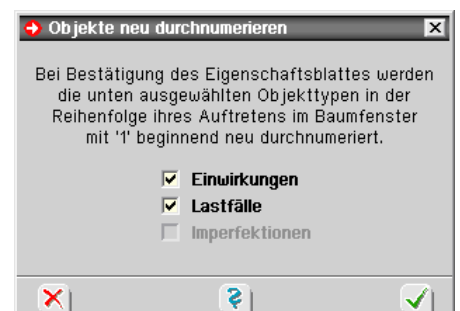 Objekte neu durchnumerieren
Bei Bestätigung des Eigenschaftsblattes werden
die unten ausgewählten Objekttypen in der
Reihenfolge ihres Auftretens im Baumfenster
mit '1' beginnend neu durchnumeriert.
Einwirkungen
Lastfälle
Imperfektionen